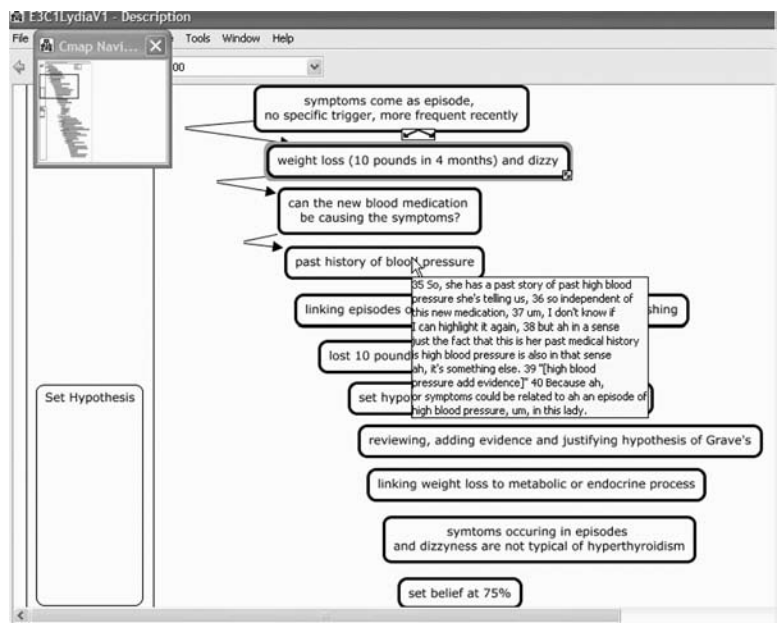 E3C1LydiaV1 - Description
File
Tools Window Help
Cmap Navi...
00
symptoms come as episode,
no specific trigger, more frequent recently
weight loss (10 pounds in 4 months) and dizzy
can the new blood medication
be causing the symptoms?
past history of blood pressure
35 So, she has a past story of past high blood
pressure she's telling us, 36 so independent of
this new medication, 37 um, I don't know if
I can highlight it again, 38 but ah in a sense
just the fact that this is her past medical history
is high blood pressure is also in that sense
ah, it's something else. 39 "[high blood
pressure add evidence]" 40 Because ah,
or symptoms could be related to ah an episode of
high blood pressure, um, in this lady.
linking episodes
lost 10 pound
set hypo
Set Hypothesis
reviewing, adding evidence and justifying hypothesis of Grave's
linking weight loss to metabolic or endocrine process
symtoms occuring in episodes
and dizzyness are not typical of hyperthyroidism
set belief at 75%